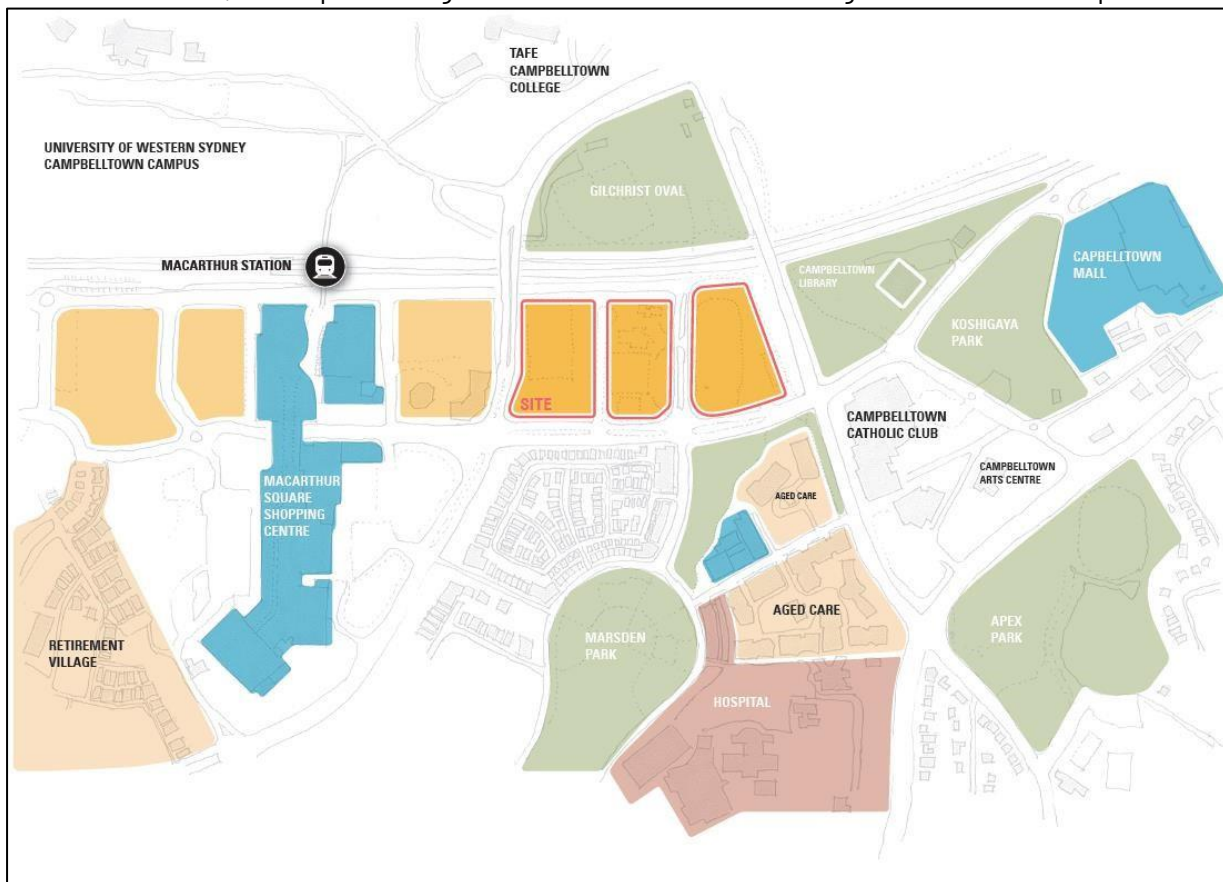 TAFE
CAMPBELLTOWN
COLLEGE
UNIVERSITY OF WESTERN SYDNEY
CAMPBELLTOWN CAMPUS
GILCHRIST OVAL
MACARTHUR STATION
CAMPBELLTOWN
LIBRARY
CAPBELLTOWN
MALL
KOSHIGAYA
PARK
SITE
CAMPBELLTOWN
CATHOLIC CLUB
CAMPBELLTOWN
ARTS CENTRE
MACARTHUR
SQUARE
SHOPPING
CENTRE
AGED CARE
AGED CARE
RETIREMENT
VILLAGE
MARSDEN
PARK
APEX
PARK
HOSPITAL